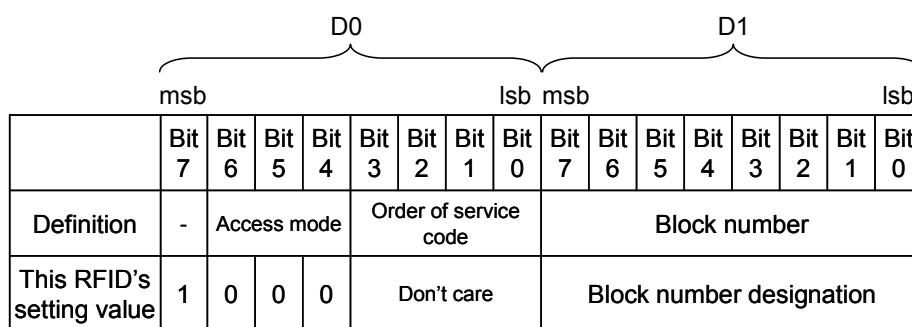 D0 D1
msb lsb msb lsb
Bit 7 Bit 6 Bit 5 Bit 4 Bit 3 Bit 2 Bit 1 Bit 0 Bit 7 Bit 6 Bit 5 Bit 4 Bit 3 Bit 2 Bit 1 Bit 0
Definition - Access mode Order of service code Block number
This RFID's setting value 1 0 0 0 Don't care Block number designation